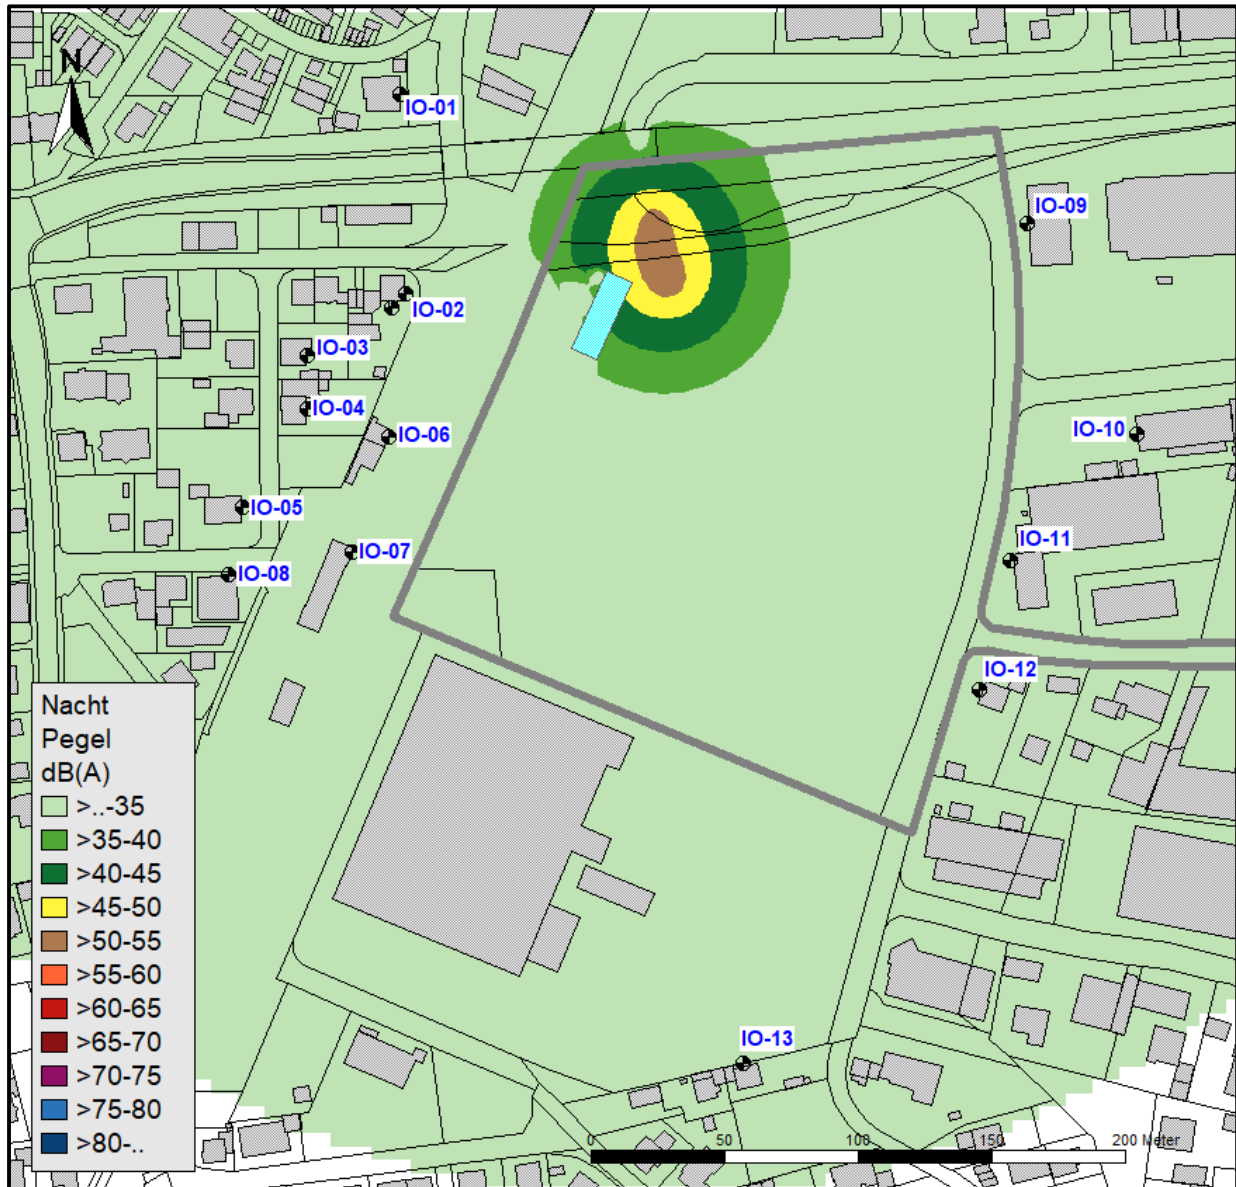 N
IO-01
IO-09
IO-02
IO-03
IO-04
IO-10
IO-06
IO-05
IO-11
IO-07
IO-08
IO-12
Nacht
Pegel
dB(A)
>..-35
>35-40
>40-45
>45-50
>50-55
>55-60
>60-65
>65-70
>70-75
>75-80
>80-..
IO-13
0 50 100 150 200 Meter